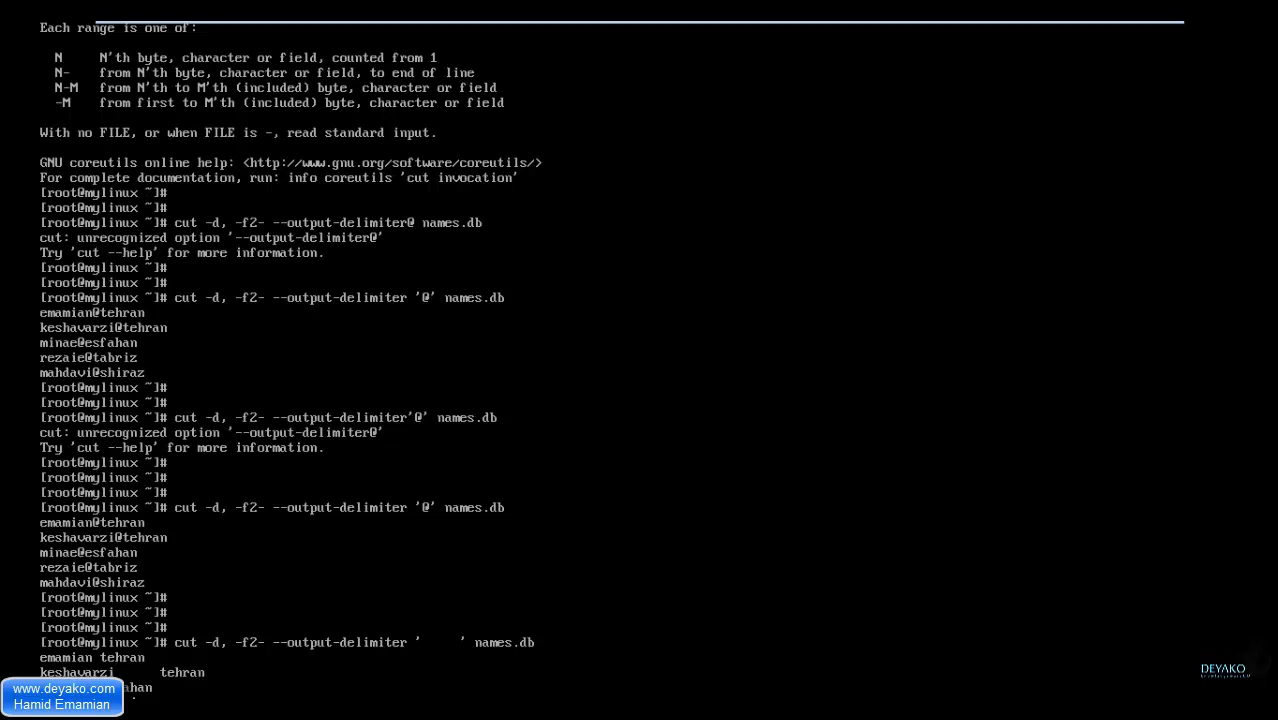 Each range is one of:
N N'th byte, character or field, counted from 1
N- from N'th byte, character or field, to end of line
N-M from N'th to M'th (included) byte, character or field
-M from first to M'th (included) byte, character or field
With no FILE, or when FILE is -, read standard input.
GNU coreutils online help: <http://www.gnu.org/software/coreutils/>
For complete documentation, run: info coreutils 'cut invocation'
[root@mylinux ~]#
[root@mylinux ~]#
[root@mylinux ~]# cut -d, -f2- --output-delimiter@ names.db
cut: unrecognized option '--output-delimiter@'
Try 'cut --help' for more information.
[root@mylinux ~]#
[root@mylinux ~]#
[root@mylinux ~]# cut -d, -f2- --output-delimiter '@' names.db
emamian@tehran
keshavarzi@tehran
minae@esfahan
rezaie@tabriz
mahdavi@shiraz
[root@mylinux ~]#
[root@mylinux ~]#
[root@mylinux ~]# cut -d, -f2- --output-delimiter'@' names.db
cut: unrecognized option '--output-delimiter@'
Try 'cut --help' for more information.
[root@mylinux ~]#
[root@mylinux ~]#
[root@mylinux ~]#
[root@mylinux ~]# cut -d, -f2- --output-delimiter '@' names.db
emamian@tehran
keshavarzi@tehran
minae@esfahan
rezaie@tabriz
mahdavi@shiraz
[root@mylinux ~]#
[root@mylinux ~]#
[root@mylinux ~]#
[root@mylinux ~]# cut -d, -f2- --output-delimiter '     ' names.db
emamian tehran
keshavarzi      tehran
www.deyako.com
Hamid Emamian
DEYAKO